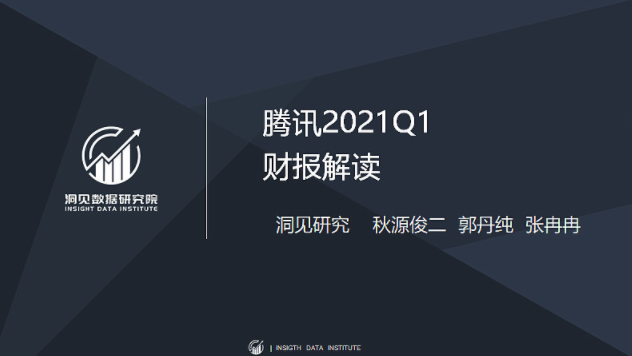 腾讯2021Q1
财报解读
洞见数据研究院
INSIGHT DATA INSTITUTE
洞见研究 秋源俊二 郭丹纯 张冉冉
INSIGTH DATA INSTITUTE